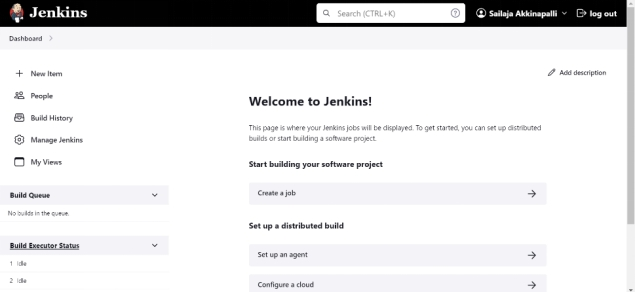 Jenkins
Search (CTRL+K)
Sailaja Akkinapalli
log out
Dashboard
New Item
People
Build History
Manage Jenkins
My Views
Build Queue
No builds in the queue.
Build Executor Status
1 Idle
2 Idle
Add description
Welcome to Jenkins!
This page is where your Jenkins jobs will be displayed. To get started, you can set up distributed
builds or start building a software project.
Start building your software project
Create a job
Set up a distributed build
Set up an agent
Configure a cloud